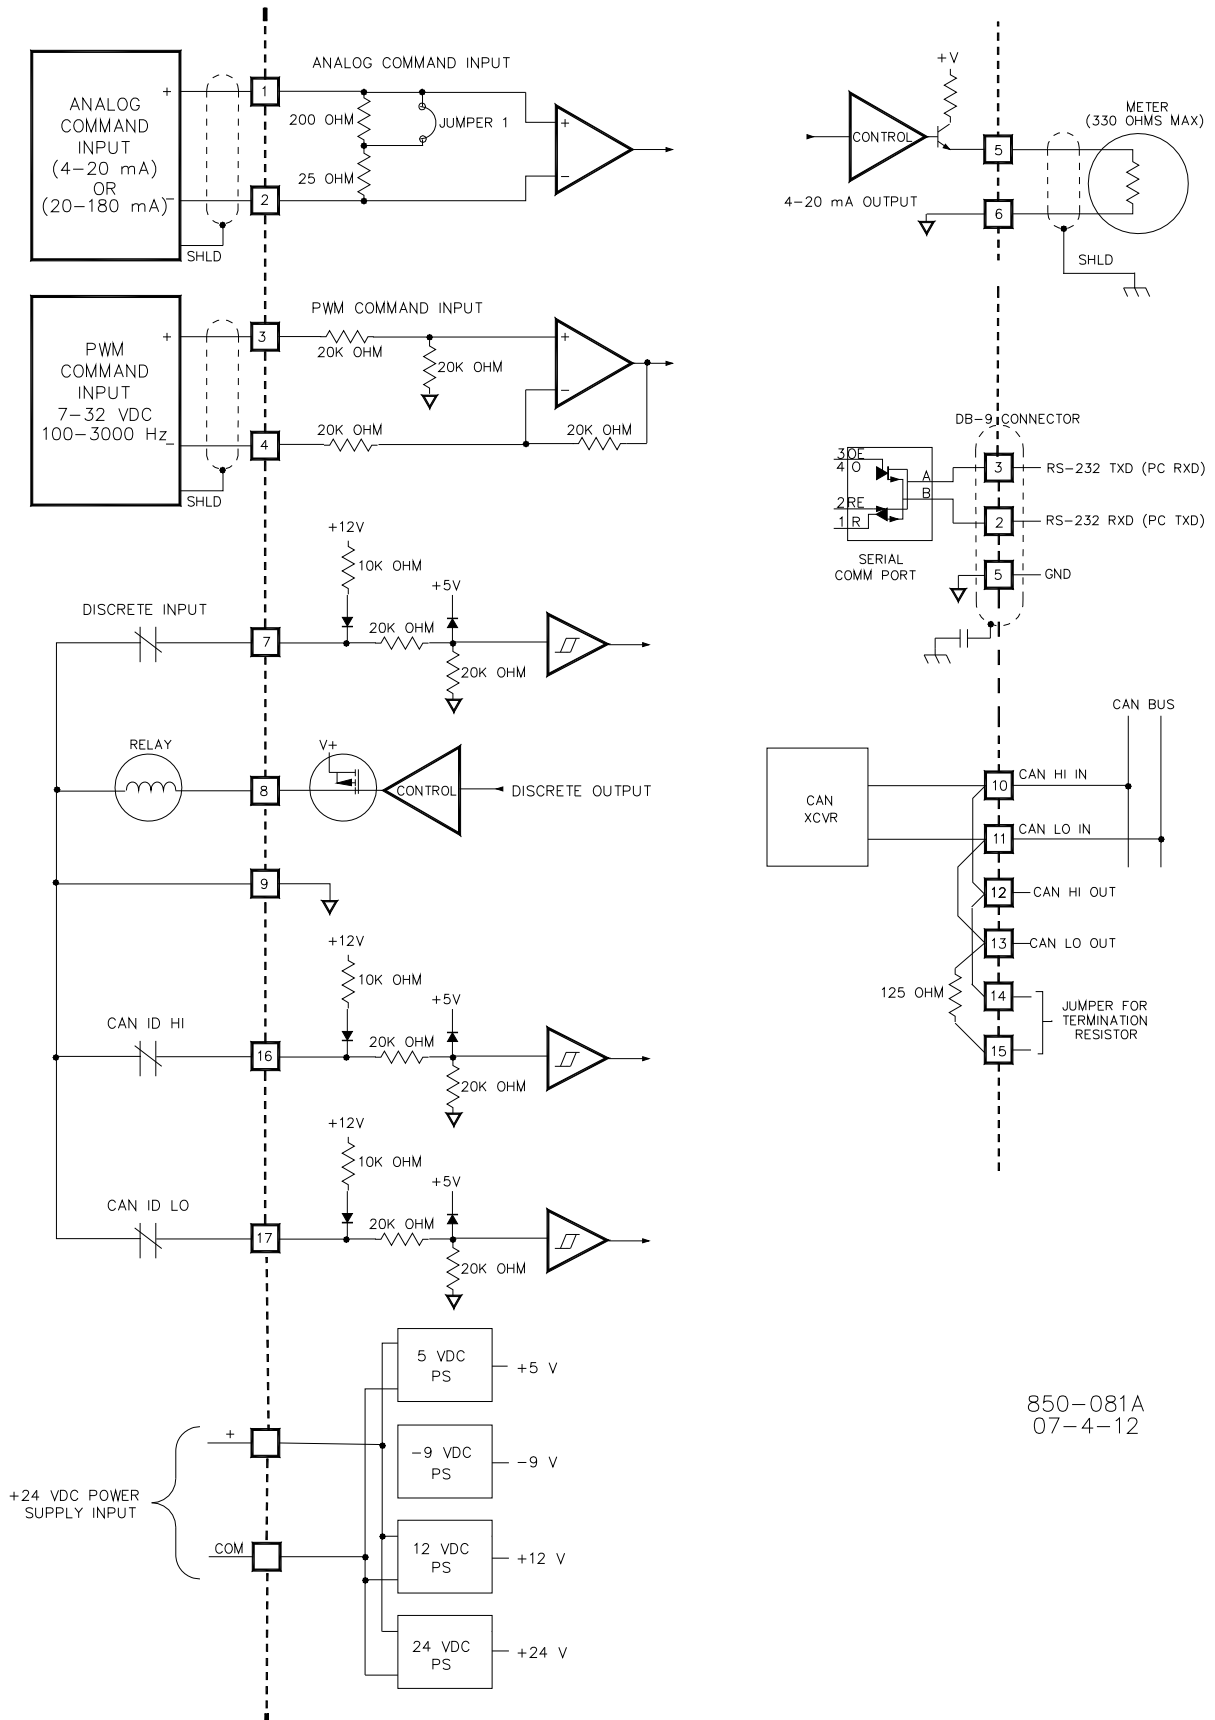 ANALOG COMMAND INPUT
+
1
ANALOG
COMMAND
INPUT
(4-20 mA)
OR
(20-180 mA)
-
200 OHM
JUMPER 1
25 OHM
2
+
-
SHLD
PWM COMMAND INPUT
+
3
20K OHM
PWM
COMMAND
INPUT
7-32 VDC
100-3000 Hz
-
20K OHM
+
-
4
20K OHM
20K OHM
SHLD
+12V
10K OHM
+5V
DISCRETE INPUT
7
20K OHM
20K OHM
RELAY
V+
8
CONTROL
DISCRETE OUTPUT
9
+12V
10K OHM
+5V
CAN ID HI
16
20K OHM
20K OHM
+12V
10K OHM
+5V
CAN ID LO
17
20K OHM
20K OHM
5 VDC
PS
+5 V
+
-9 VDC
PS
-9 V
+24 VDC POWER
SUPPLY INPUT
COM
12 VDC
PS
+12 V
24 VDC
PS
+24 V
+V
CONTROL
METER
(330 OHMS MAX)
5
4-20 mA OUTPUT
6
SHLD
DB-9 CONNECTOR
3 OE
4 O
A
B
2 RE
1 R
3
RS-232 TXD (PC RXD)
2
RS-232 RXD (PC TXD)
SERIAL
COMM PORT
5
GND
CAN BUS
CAN
XCVR
10
CAN HI IN
11
CAN LO IN
12
CAN HI OUT
13
CAN LO OUT
125 OHM
14
15
JUMPER FOR
TERMINATION
RESISTOR
850-081A
07-4-12